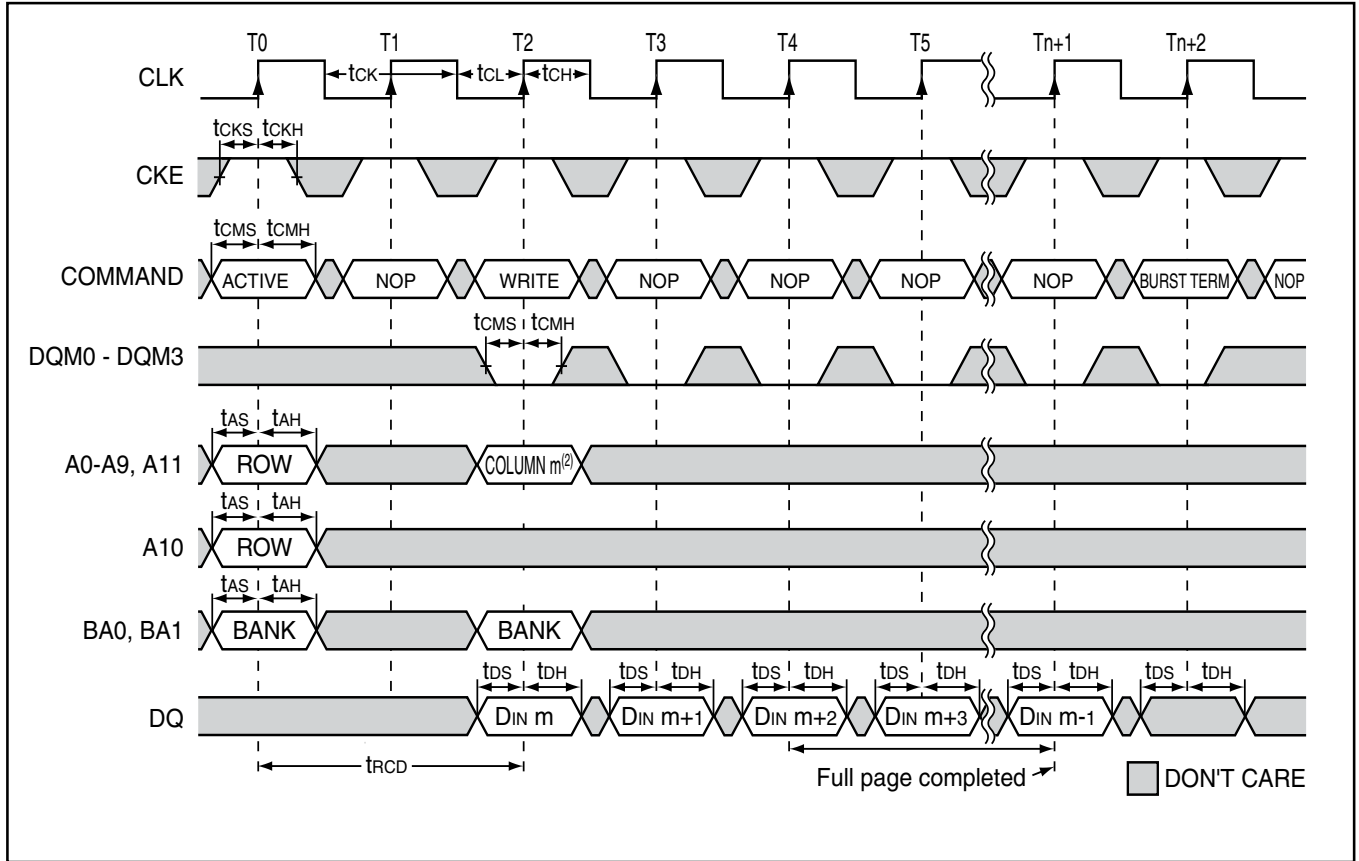 T0 T1 T2 T3 T4 T5 Tn+1 Tn+2
CLK tCK tCL tCH
tCKS tCKH
CKE
tCMS tCMH
COMMAND ACTIVE NOP WRITE NOP NOP NOP NOP BURST TERM NOP
tCMS tCMH
DQM0 - DQM3
tAS tAH
A0-A9, A11 ROW COLUMN m(2)
tAS tAH
A10 ROW
tAS tAH
BA0, BA1 BANK BANK
tDS tDH tDS tDH tDS tDH tDS tDH tDS tDH tDS tDH
DQ DIN m DIN m+1 DIN m+2 DIN m+3 DIN m-1
tRCD
Full page completed
DON'T CARE